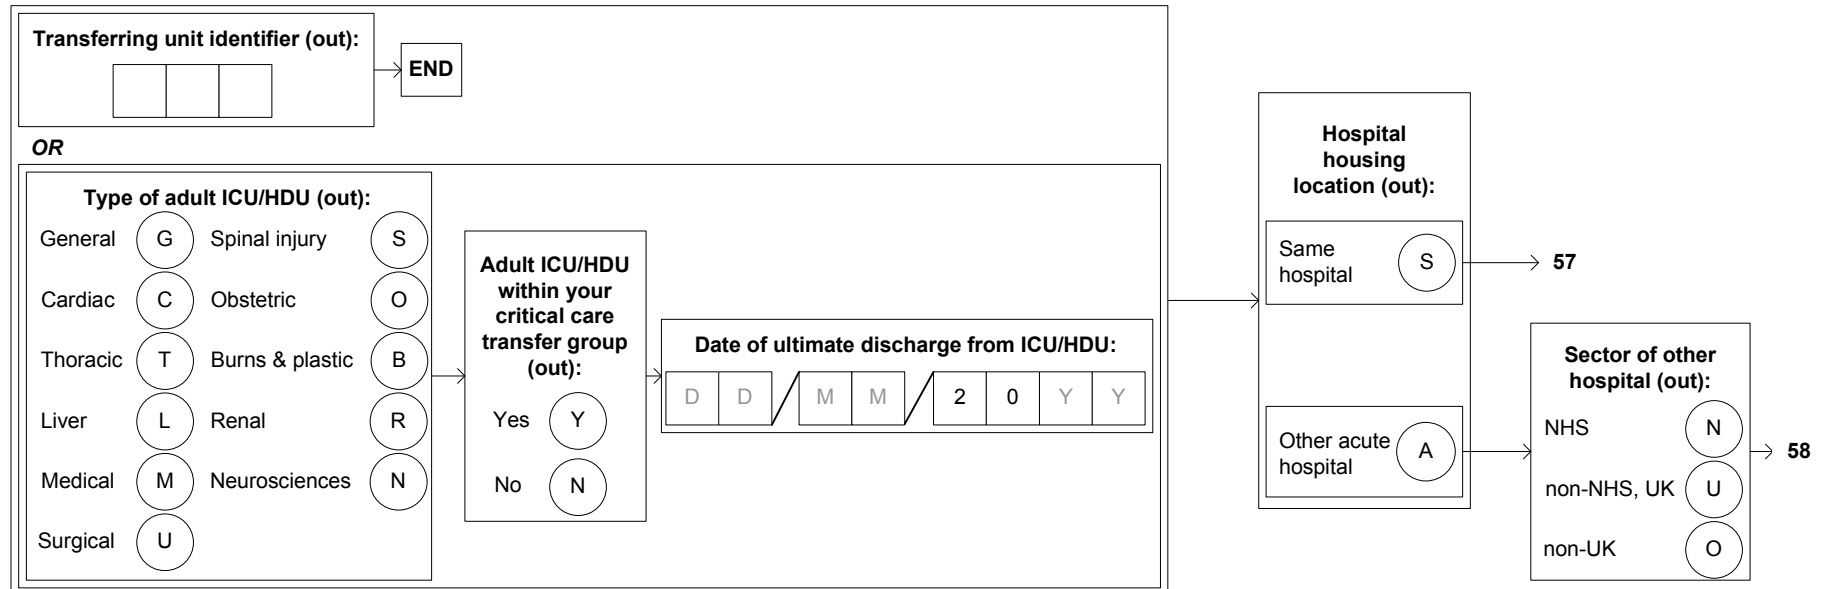 Transferring unit identifier (out):
END
OR
Type of adult ICU/HDU (out):
General G Spinal injury S
Cardiac C Obstetric O
Thoracic T Burns & plastic B
Liver L Renal R
Medical M Neurosciences N
Surgical U
Adult ICU/HDU
within your
critical care
transfer group
(out):
Yes Y
No N
Date of ultimate discharge from ICU/HDU:
D D / M M / 2 0 Y Y
Hospital
housing
location (out):
Same
hospital S
57
Other acute
hospital A
Sector of other
hospital (out):
NHS N
non-NHS, UK U
non-UK O
58